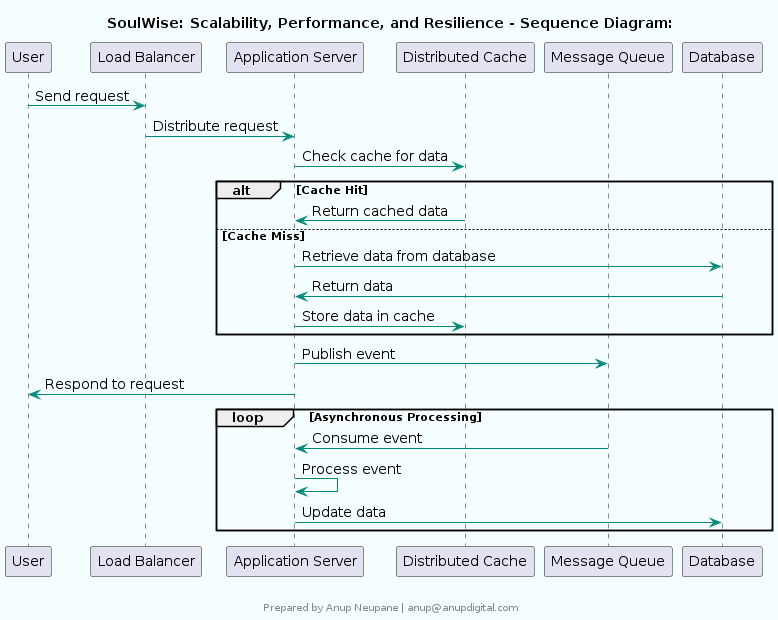 SoulWise: Scalability, Performance, and Resilience - Sequence Diagram:
User Load Balancer Application Server Distributed Cache Message Queue Database
Send request
Distribute request
Check cache for data
alt [Cache Hit]
Return cached data
[Cache Miss]
Retrieve data from database
Return data
Store data in cache
Publish event
Respond to request
loop [Asynchronous Processing]
Consume event
Process event
Update data
User Load Balancer Application Server Distributed Cache Message Queue Database
Prepared by Anup Neupane | anup@anupdigital.com